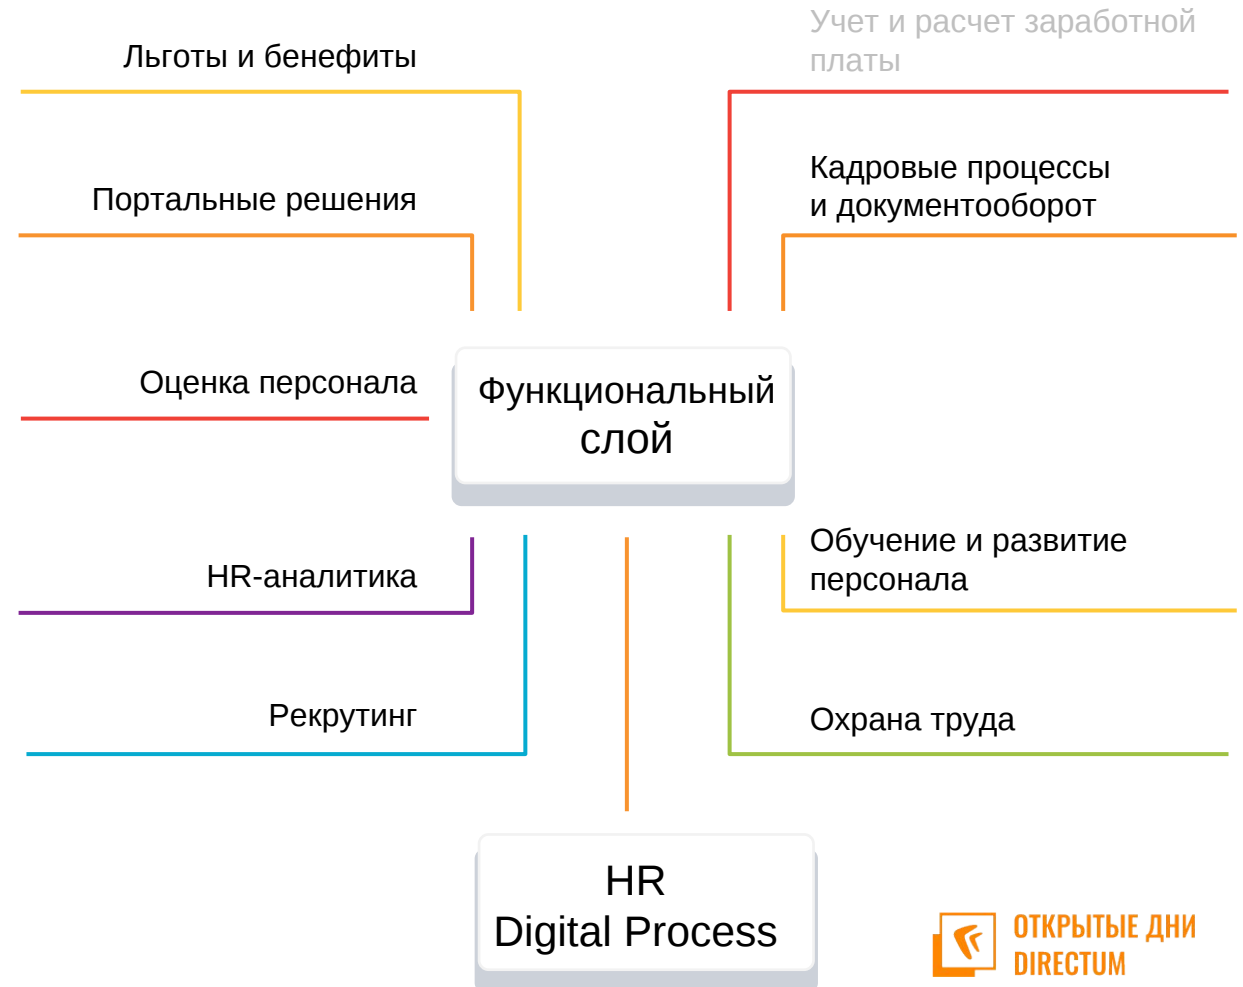 Льготы и бенефиты
Портальные решения
Оценка персонала
HR-аналитика
Рекрутинг
Учет и расчет заработной
платы
Кадровые процессы
и документооборот
Функциональный
слой
Обучение и развитие
персонала
Охрана труда
HR
Digital Process
ОТКРЫТЫЕ ДНИ
DIRECTUM